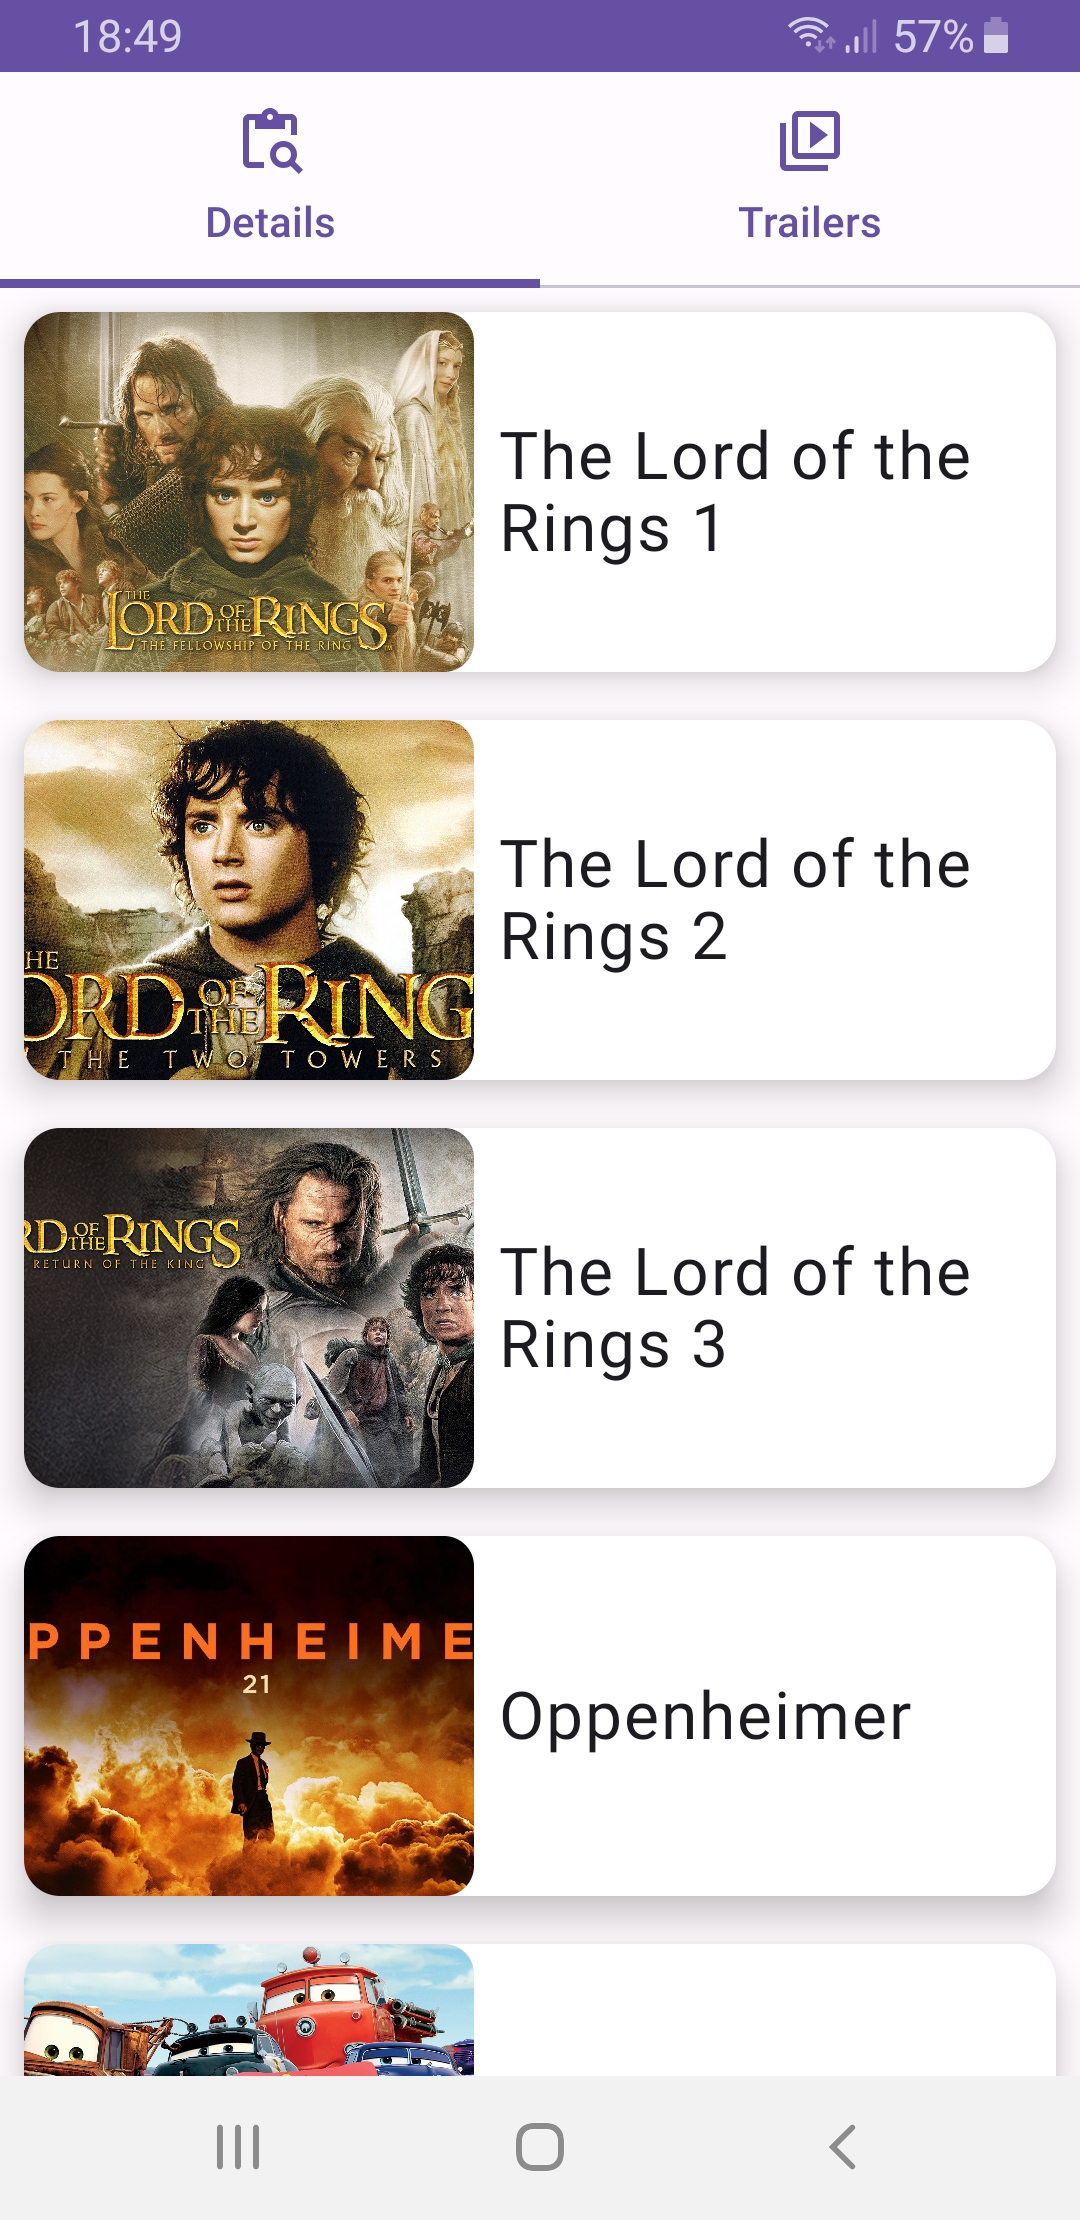 18:49
57%
Details
Trailers
THE
LORD OF THE RINGS
THE FELLOWSHIP OF THE RING
The Lord of the
Rings 1
HE
ORD OF THE RING
THE TWO TOWERS
The Lord of the
Rings 2
RD OF THE RINGS
RETURN OF THE KING
The Lord of the
Rings 3
PPENHEIME
21
Oppenheimer